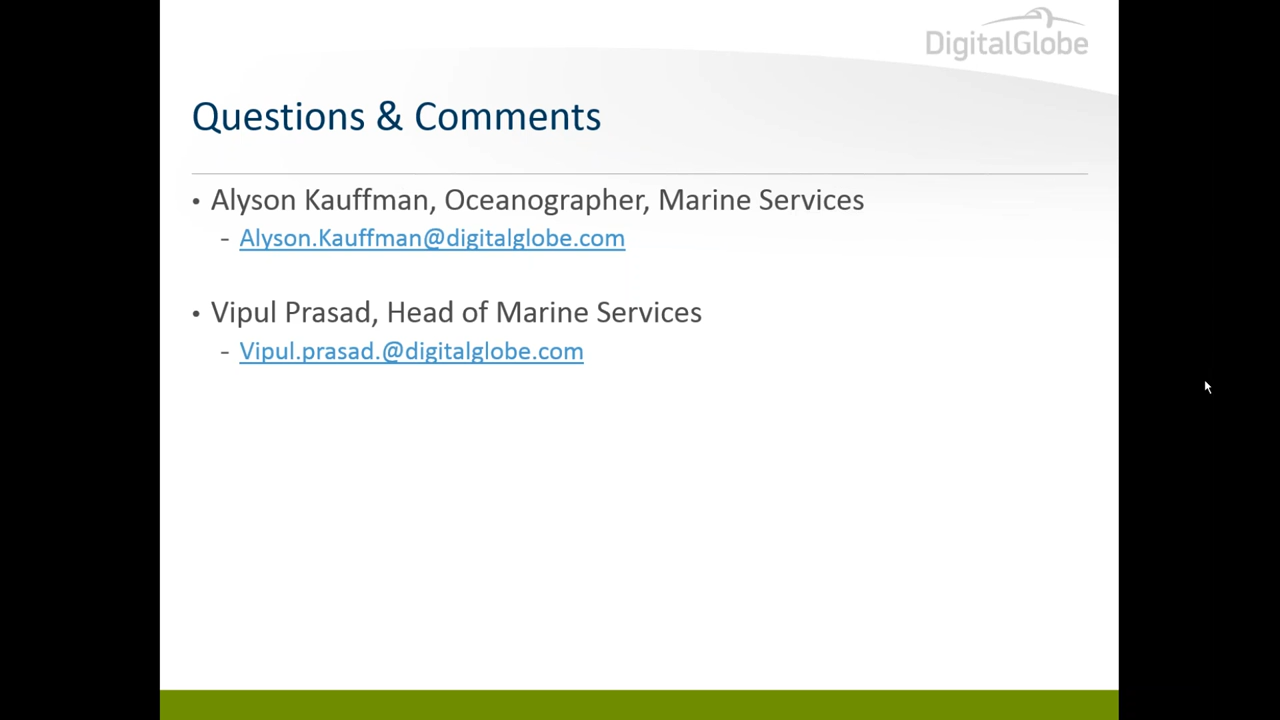 DigitalGlobe
Questions & Comments
• Alyson Kauffman, Oceanographer, Marine Services
- Alyson.Kauffman@digitalglobe.com
• Vipul Prasad, Head of Marine Services
- Vipul.prasad.@digitalglobe.com